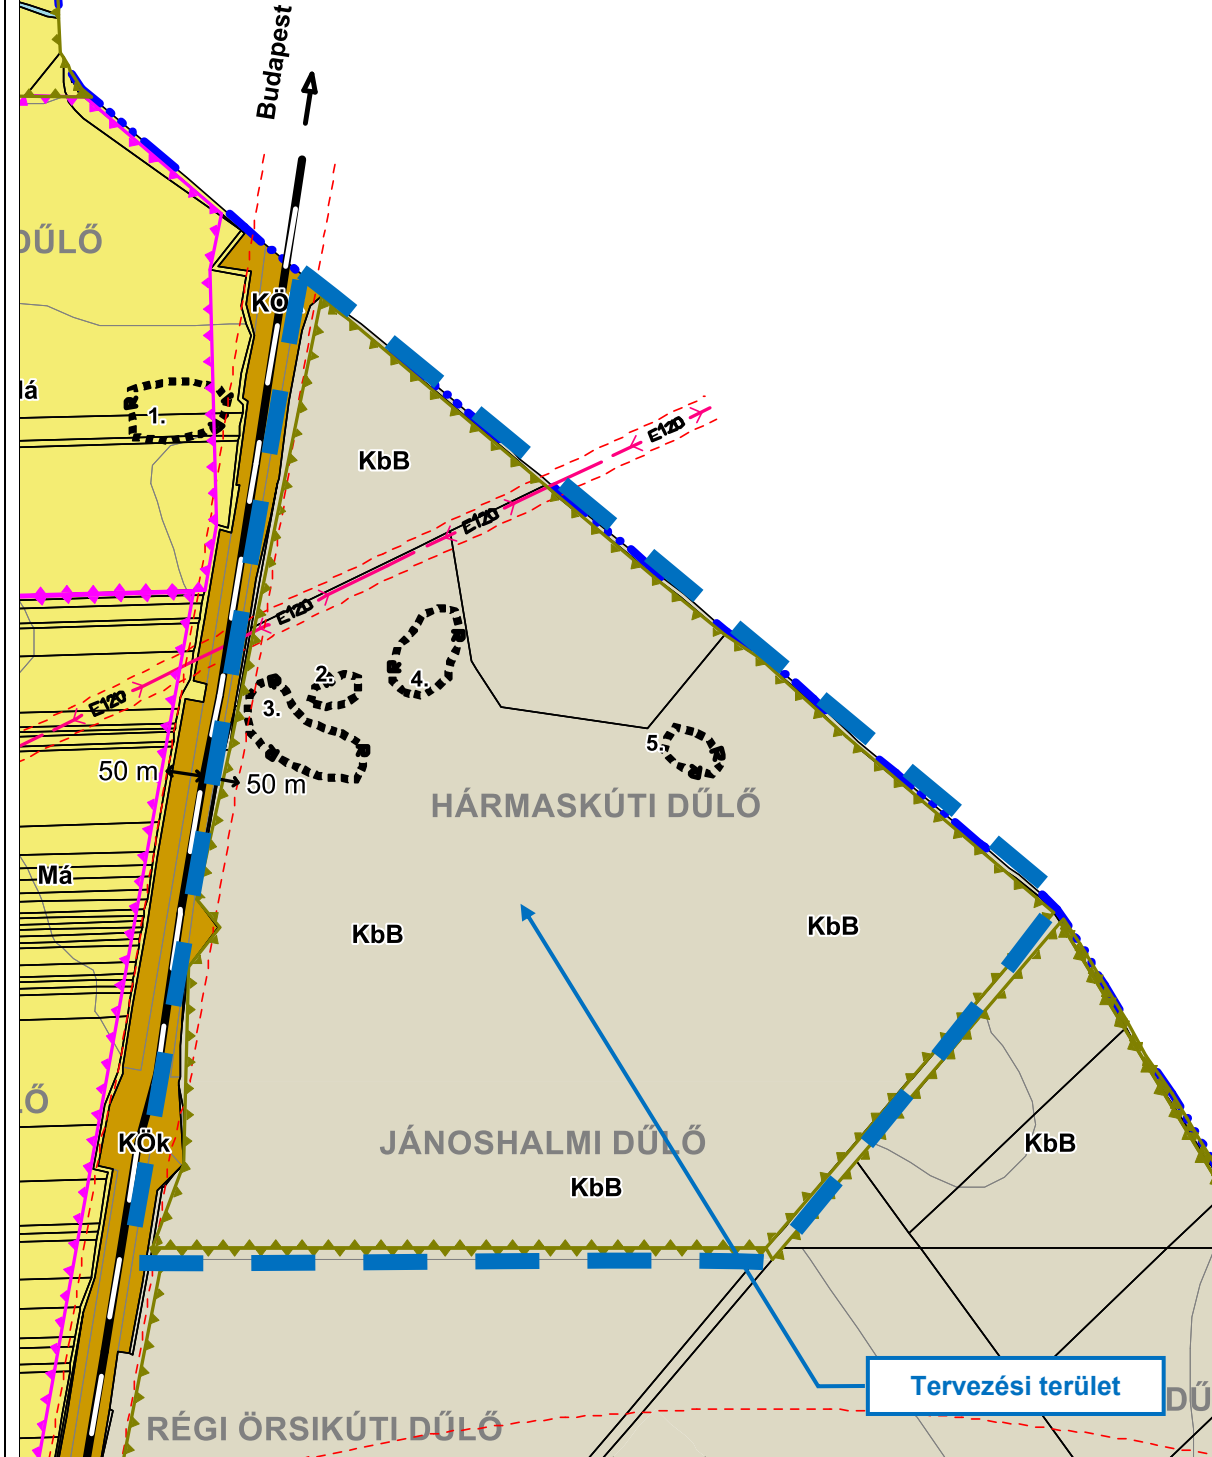 Budapest
DŰLŐ
KÖ
Má
1.
KbB
E120
E120
E120
2.
4.
3.
E120
5.
50 m
50 m
HÁRMASKÚTI DŰLŐ
Má
KbB
KbB
LŐ
KÖk
JÁNOSHALMI DŰLŐ
KbB
KbB
Tervezési terület
DŰ
RÉGI ÖRSIKÚTI DŰLŐ